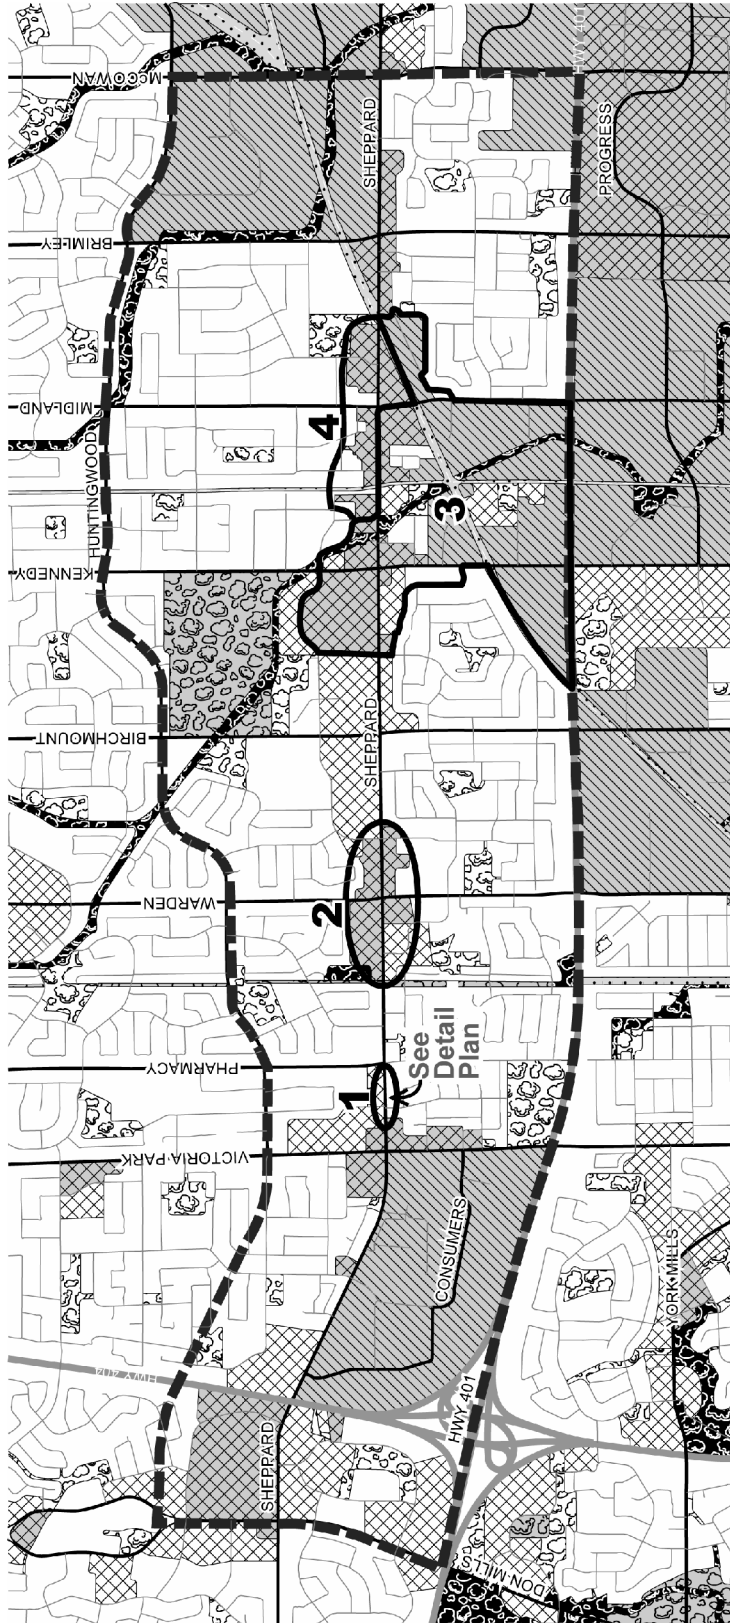 McCOWAN
HWY 401
SHEPPARD
PROGRESS
BRIMLEY
MIDLAND
4
HUNTINGWOOD
3
KENNEDY
BIRCHMOUNT
SHEPPARD
WARDEN
2
PHARMACY
1
See
Detail
Plan
VICTORIA PARK
CONSUMERS
YORK MILLS
HWY 404
HWY 401
SHEPPARD
DON MILLS